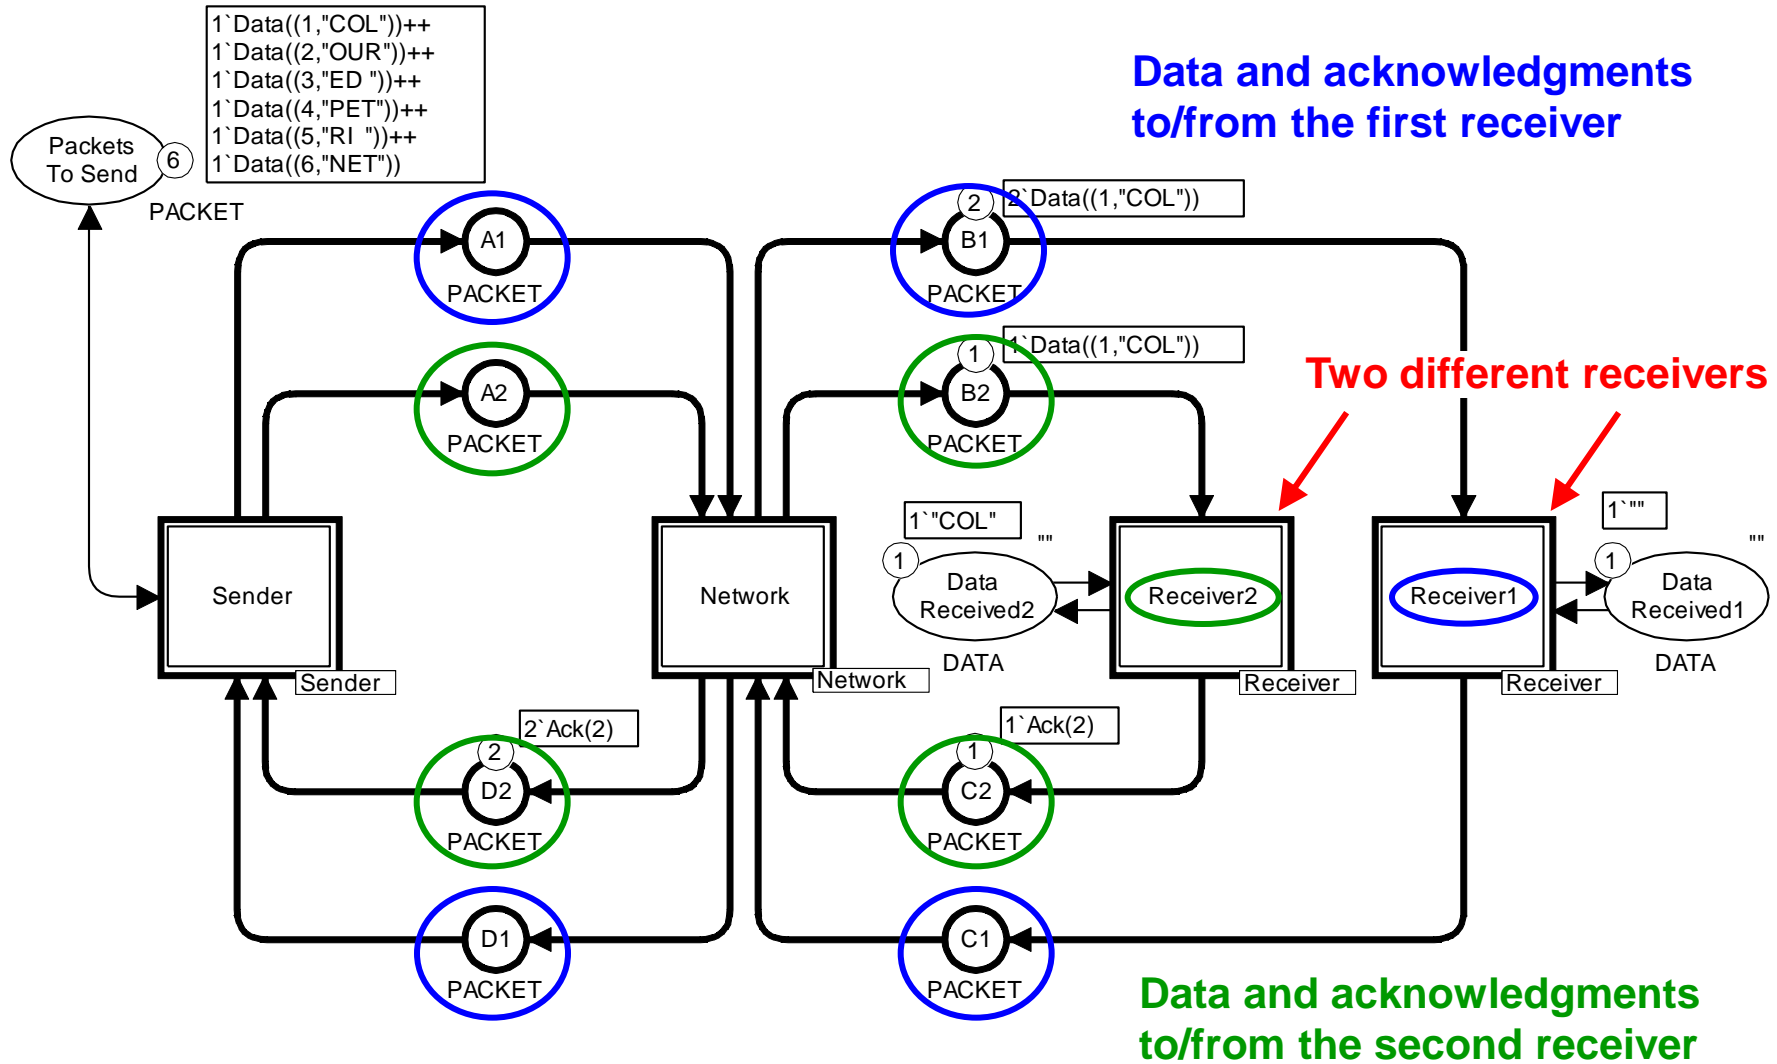 1`Data((1,"COL"))++
1`Data((2,"OUR"))++
1`Data((3,"ED "))++
1`Data((4,"PET"))++
1`Data((5,"RI  "))++
1`Data((6,"NET"))
Packets
To Send
6
PACKET
Data and acknowledgments
to/from the first receiver
A1
PACKET
2
2`Data((1,"COL"))
B1
PACKET
A2
PACKET
1
1`Data((1,"COL"))
B2
PACKET
Two different receivers
Sender
Sender
Network
Network
1`"COL"
""
1
Data
Received2
DATA
Receiver2
Receiver
Receiver1
Receiver
1`""
""
1
Data
Received1
DATA
2`Ack(2)
2
D2
PACKET
1`Ack(2)
1
C2
PACKET
D1
PACKET
C1
PACKET
Data and acknowledgments
to/from the second receiver